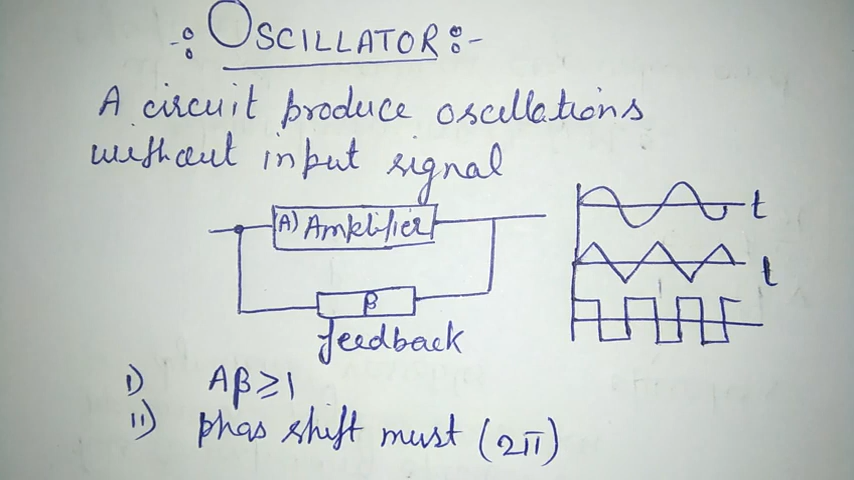 -: OSCILLATOR :-
A circuit produce oscillations
without input signal
(A) Amplifier
β
feedback
t
t
i) Aβ ≥ 1
ii) phas shift must (2π)